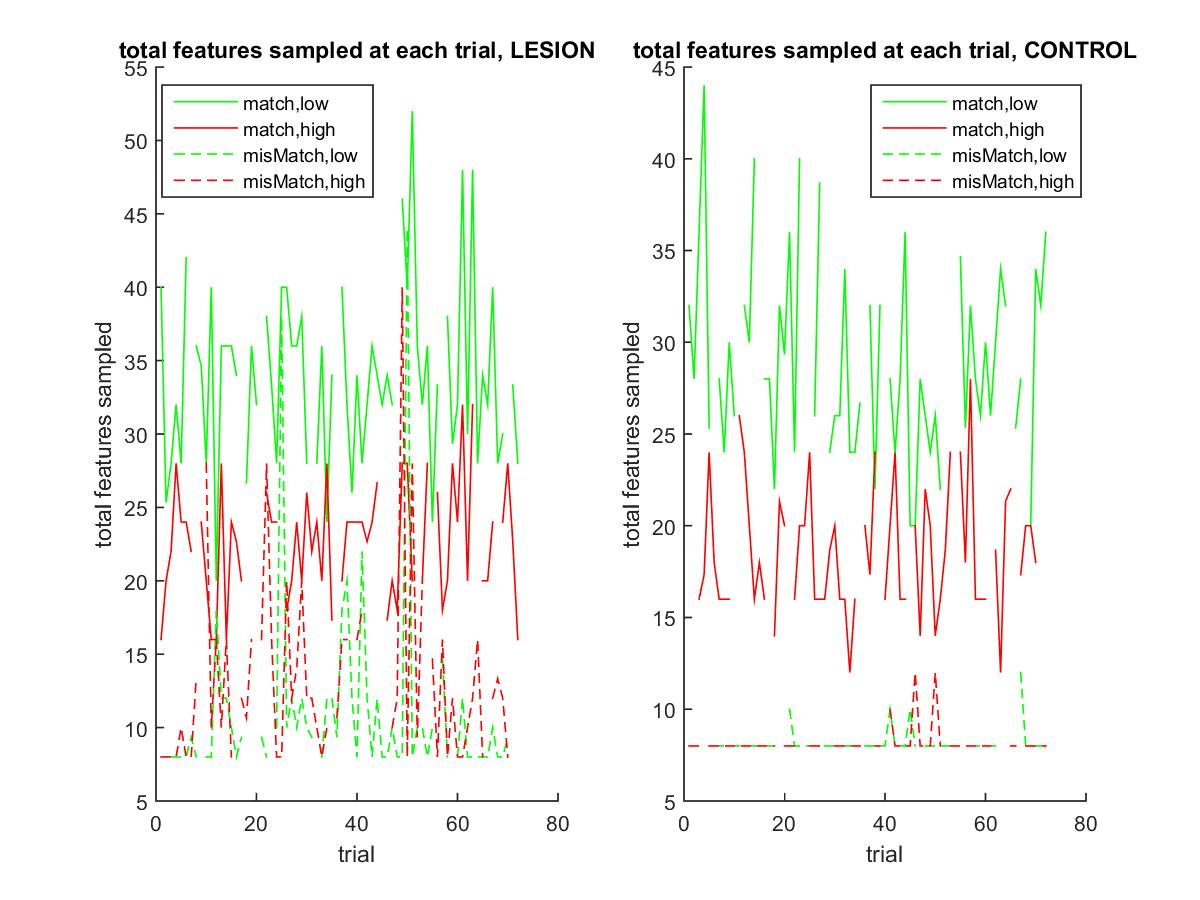 total features sampled at each trial, LESION
55
50
45
40
35
30
25
20
15
10
5
total features sampled
match,low
match,high
misMatch,low
misMatch,high
0 20 40 60 80
trial
total features sampled at each trial, CONTROL
45
40
35
30
25
20
15
10
5
total features sampled
match,low
match,high
misMatch,low
misMatch,high
0 20 40 60 80
trial